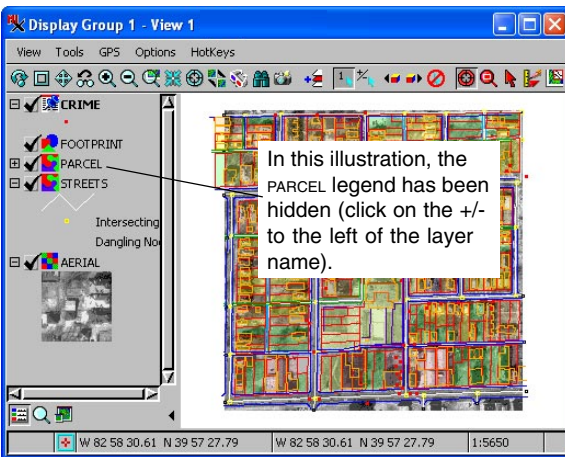 Display Group 1 - View 1
View Tools GPS Options HotKeys
1
CRIME
FOOTPRINT
PARCEL
STREETS
Intersecting
Dangling No
AERIAL
In this illustration, the
PARCEL legend has been
hidden (click on the +/-
to the left of the layer
name).
W 82 58 30.61 N 39 57 27.79 W 82 58 30.61 N 39 57 27.79 1:5650